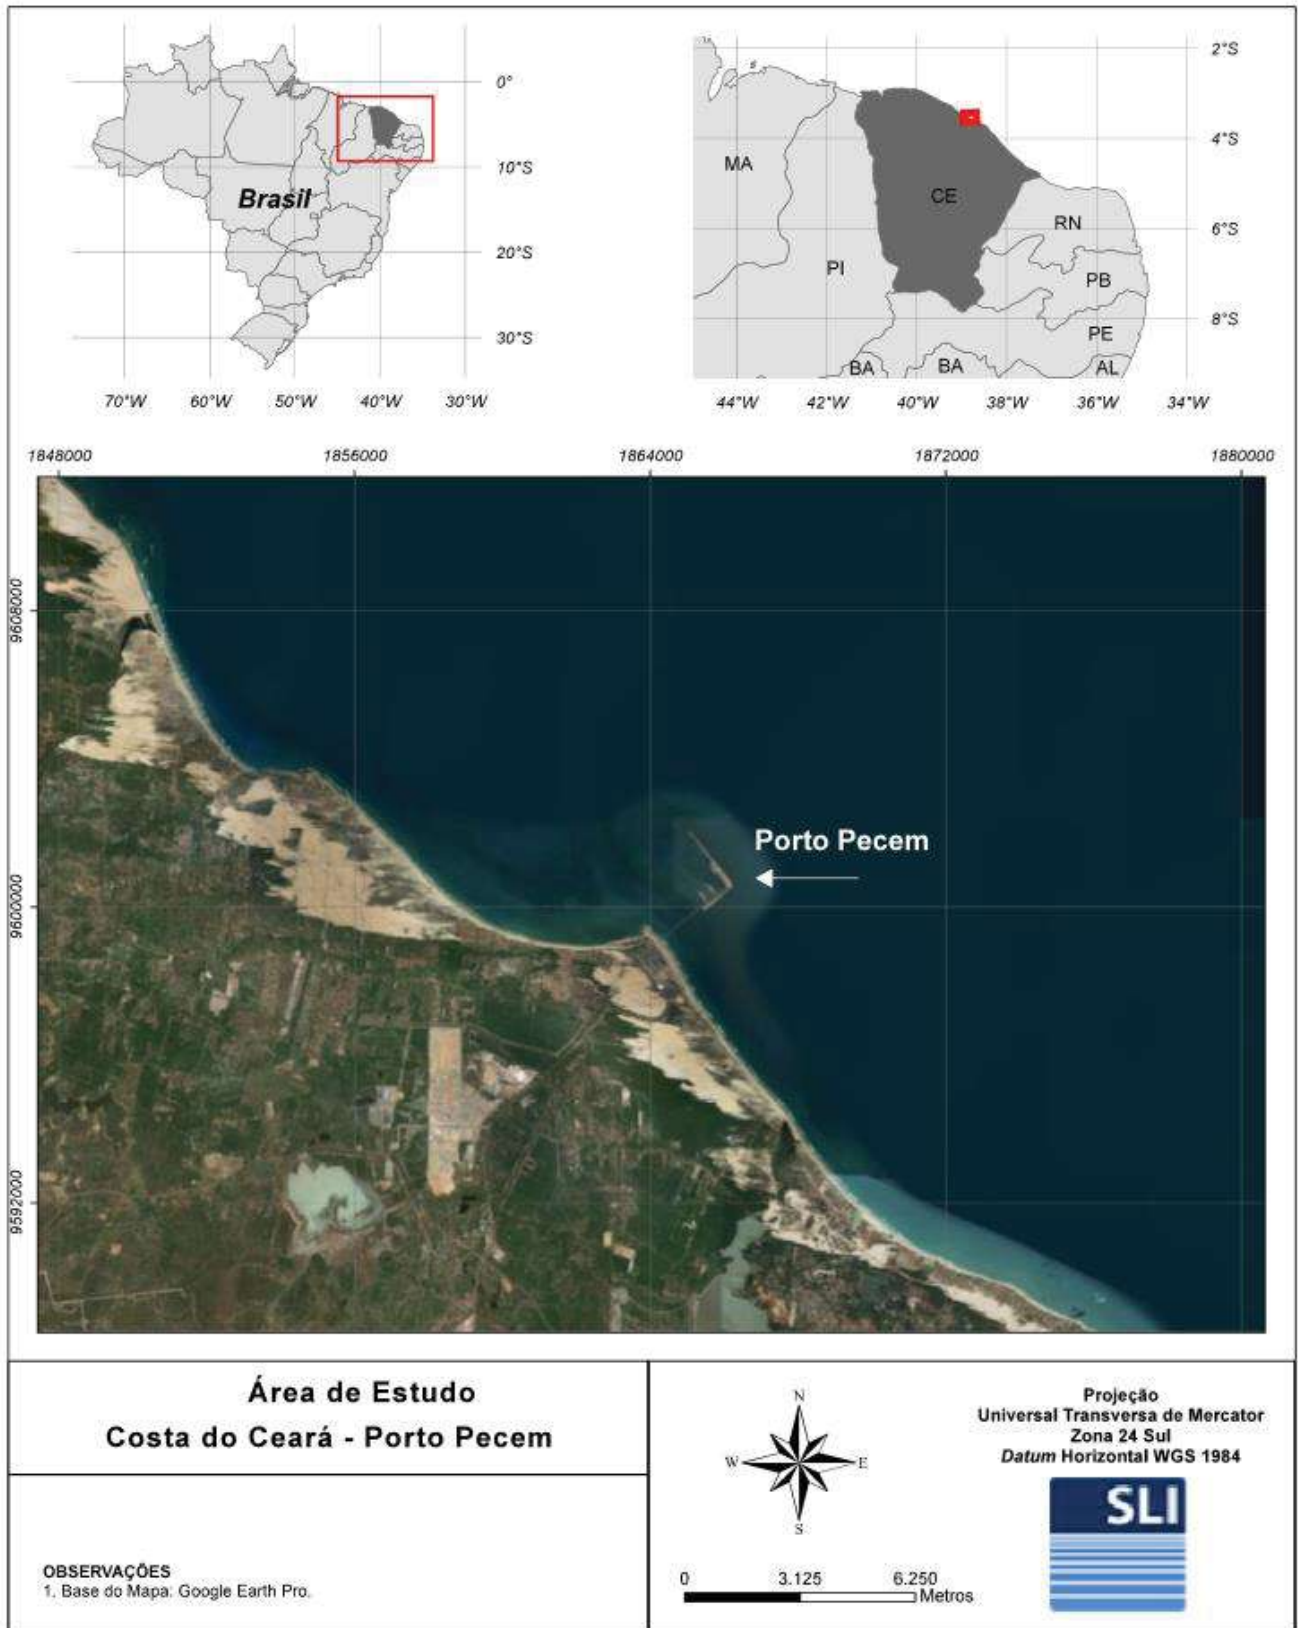 0°
10°S
20°S
30°S
Brasil
70°W 60°W 50°W 40°W 30°W
2°S
4°S
6°S
8°S
MA
CE
RN
PI
PB
PE
BA
BA
AL
44°W 42°W 40°W 38°W 36°W 34°W
1848000 1856000 1864000 1872000 1880000
9608000
9600000
9592000
Porto Pecem
Área de Estudo
Costa do Ceará - Porto Pecem
OBSERVAÇÕES
1. Base do Mapa: Google Earth Pro.
N
W E
S
0 3.125 6.250
Metros
Projeção
Universal Transversa de Mercator
Zona 24 Sul
Datum Horizontal WGS 1984
SLI